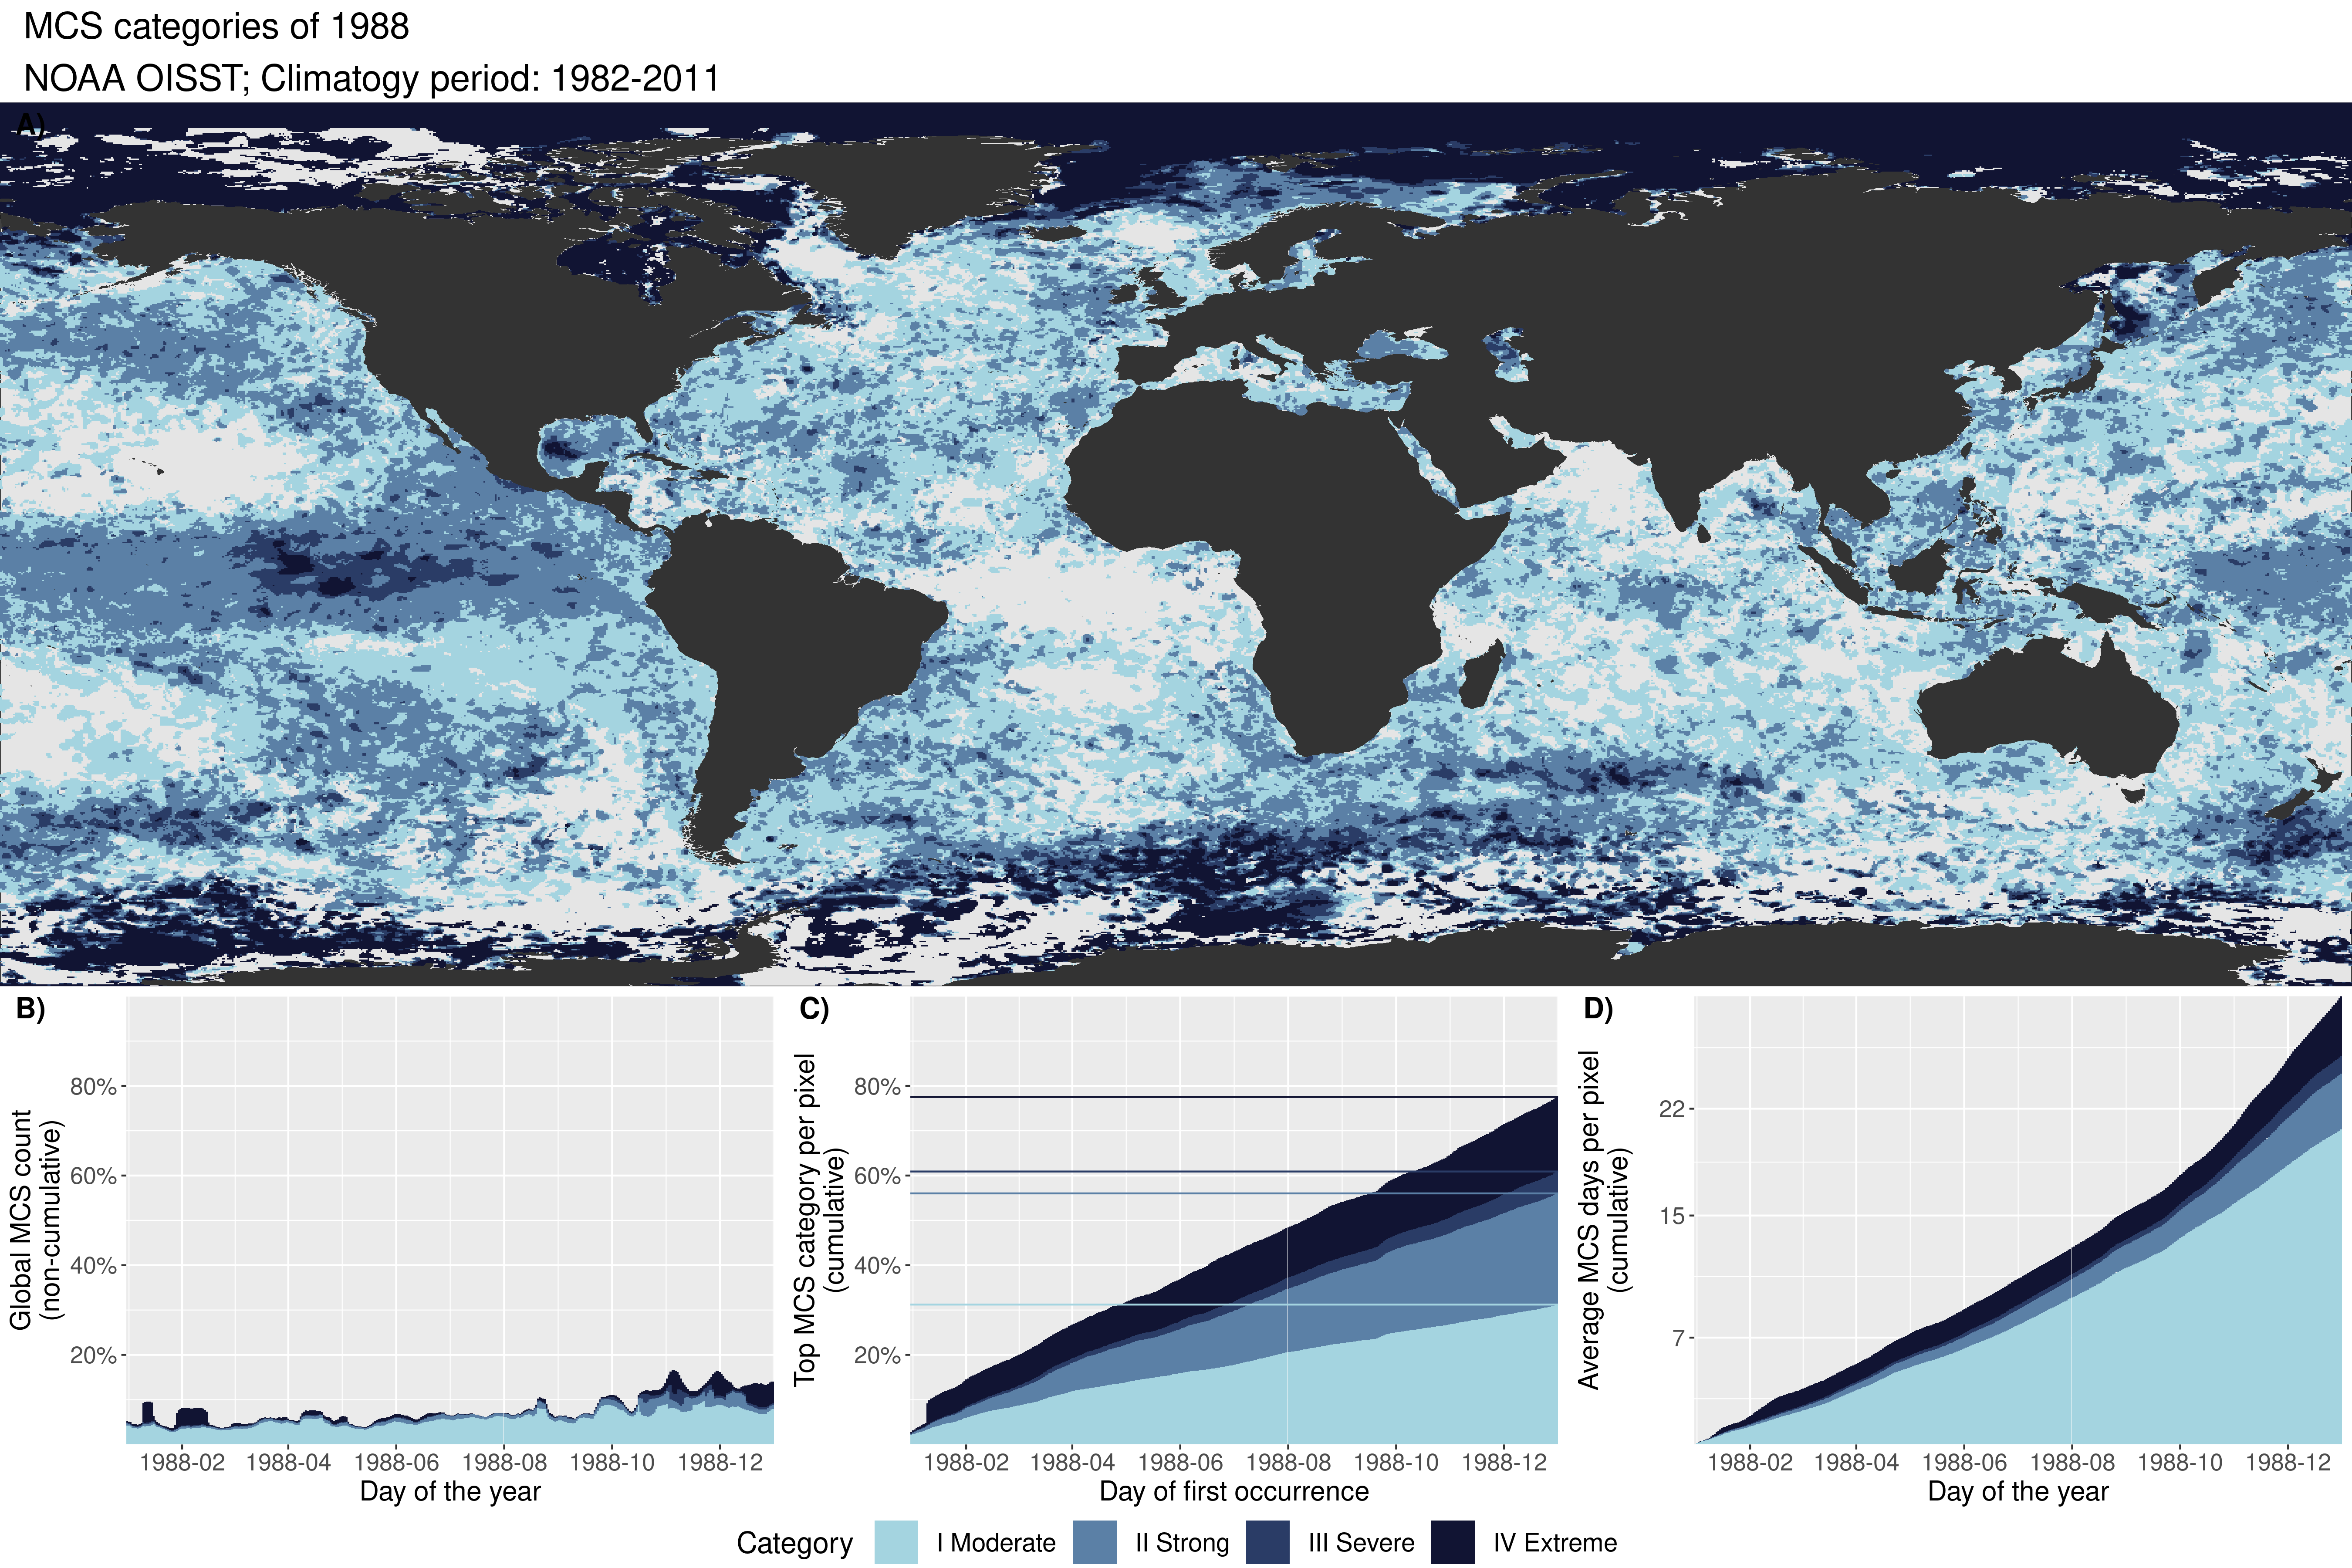 MCS categories of 1988
NOAA OISST; Climatogy period: 1982-2011
A)
B)
Global MCS count
(non-cumulative)
80%
60%
40%
20%
1988-02 1988-04 1988-06 1988-08 1988-10 1988-12
Day of the year
C)
Top MCS category per pixel
(cumulative)
80%
60%
40%
20%
1988-02 1988-04 1988-06 1988-08 1988-10 1988-12
Day of first occurrence
D)
Average MCS days per pixel
(cumulative)
22
15
7
1988-02 1988-04 1988-06 1988-08 1988-10 1988-12
Day of the year
Category I Moderate II Strong III Severe IV Extreme